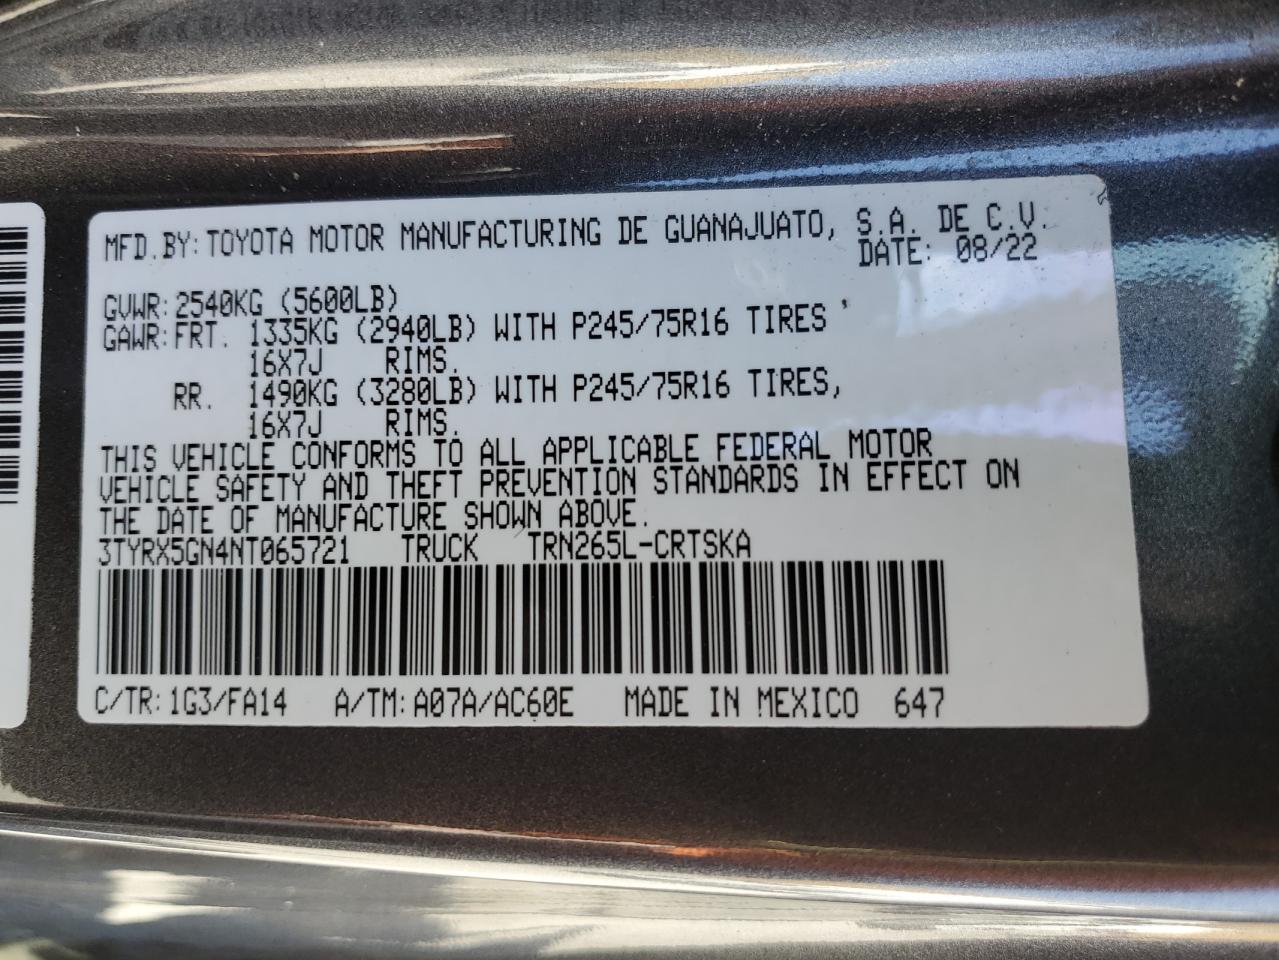 MFD.BY: TOYOTA MOTOR MANUFACTURING DE GUANAJUATO, S.A. DE C.V.
DATE: 08/22
GVWR: 2540KG (5600LB)
GAWR: FRT. 1335KG (2940LB) WITH P245/75R16 TIRES,
16X7J RIMS.
RR. 1490KG (3280LB) WITH P245/75R16 TIRES,
16X7J RIMS.
THIS VEHICLE CONFORMS TO ALL APPLICABLE FEDERAL MOTOR
VEHICLE SAFETY AND THEFT PREVENTION STANDARDS IN EFFECT ON
THE DATE OF MANUFACTURE SHOWN ABOVE.
3TYRX5GN4NT065721 TRUCK TRN265L-CRTSKA
C/TR: 1G3/FA14 A/TM: A07A/AC60E MADE IN MEXICO 647